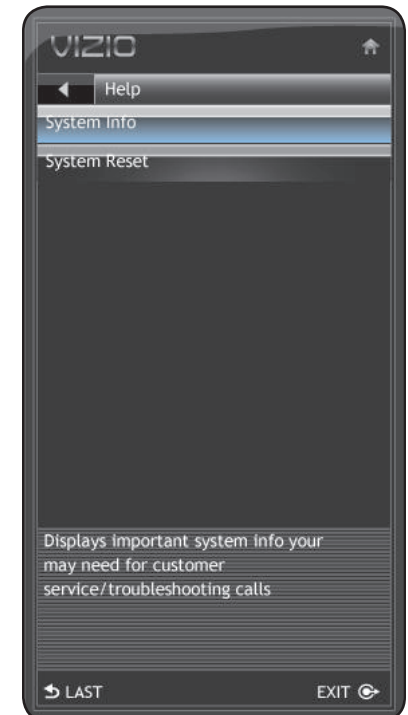 VIZIO
Help
System Info
System Reset
Displays important system info your
may need for customer
service/troubleshooting calls
LAST EXIT